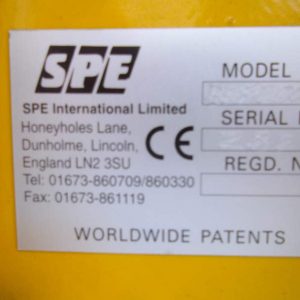 SPE
MODEL
SPE International Limited
SERIAL
Honeyholes Lane,
Dunholme, Lincoln,
England LN2 3SU
CE
REGD. N
Tel: 01673-860709/860330
Fax: 01673-861119
WORLDWIDE PATENTS